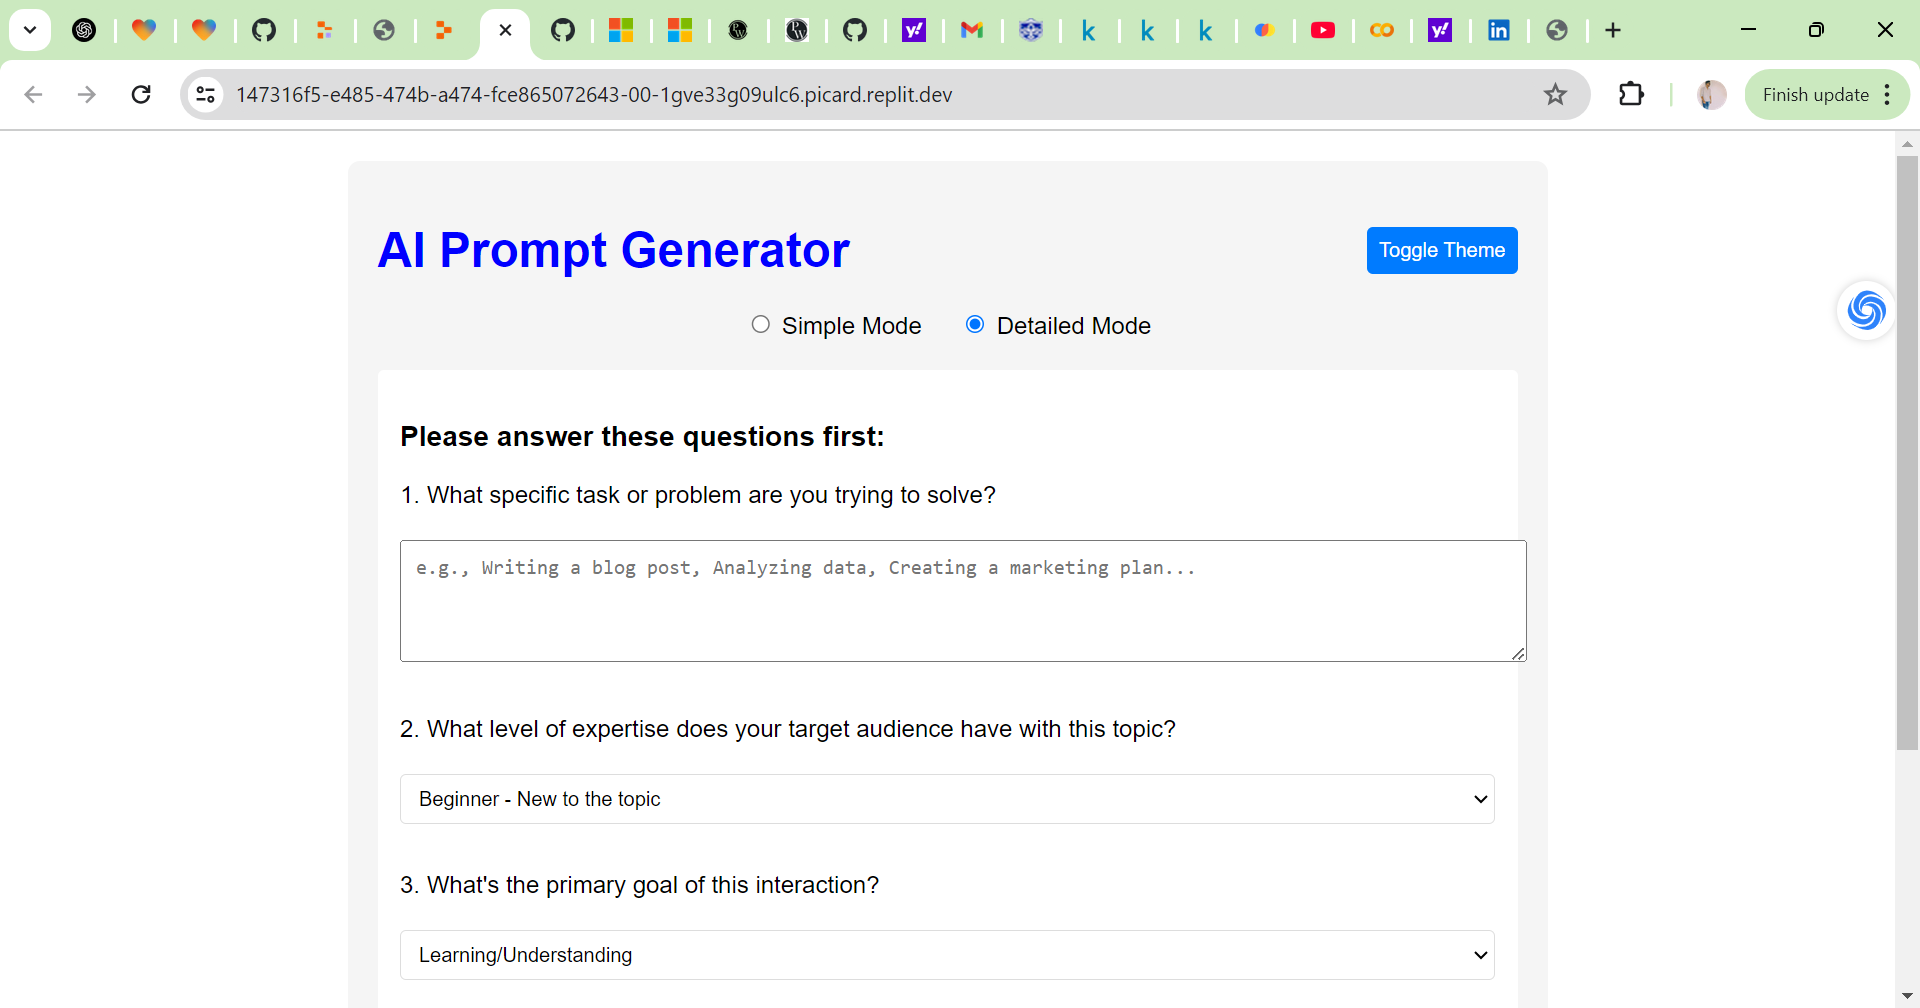 147316f5-e485-474b-a474-fce865072643-00-1gve33g09ulc6.picard.replit.dev
Finish update
AI Prompt Generator
Toggle Theme
Simple Mode
Detailed Mode
Please answer these questions first:
1. What specific task or problem are you trying to solve?
e.g., Writing a blog post, Analyzing data, Creating a marketing plan...
2. What level of expertise does your target audience have with this topic?
Beginner - New to the topic
3. What's the primary goal of this interaction?
Learning/Understanding